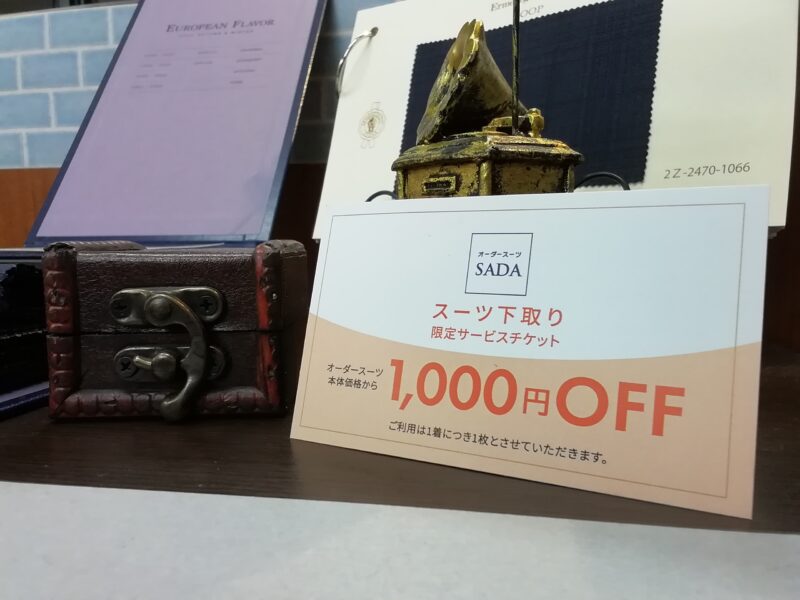 EUROPEAN FLAVOR
OOP
2Z-2470-1066
オーダースーツ
SADA
スーツ下取り
限定サービスチケット
オーダースーツ
本体価格から
1,000円OFF
ご利用は1着につき1枚とさせていただきます。